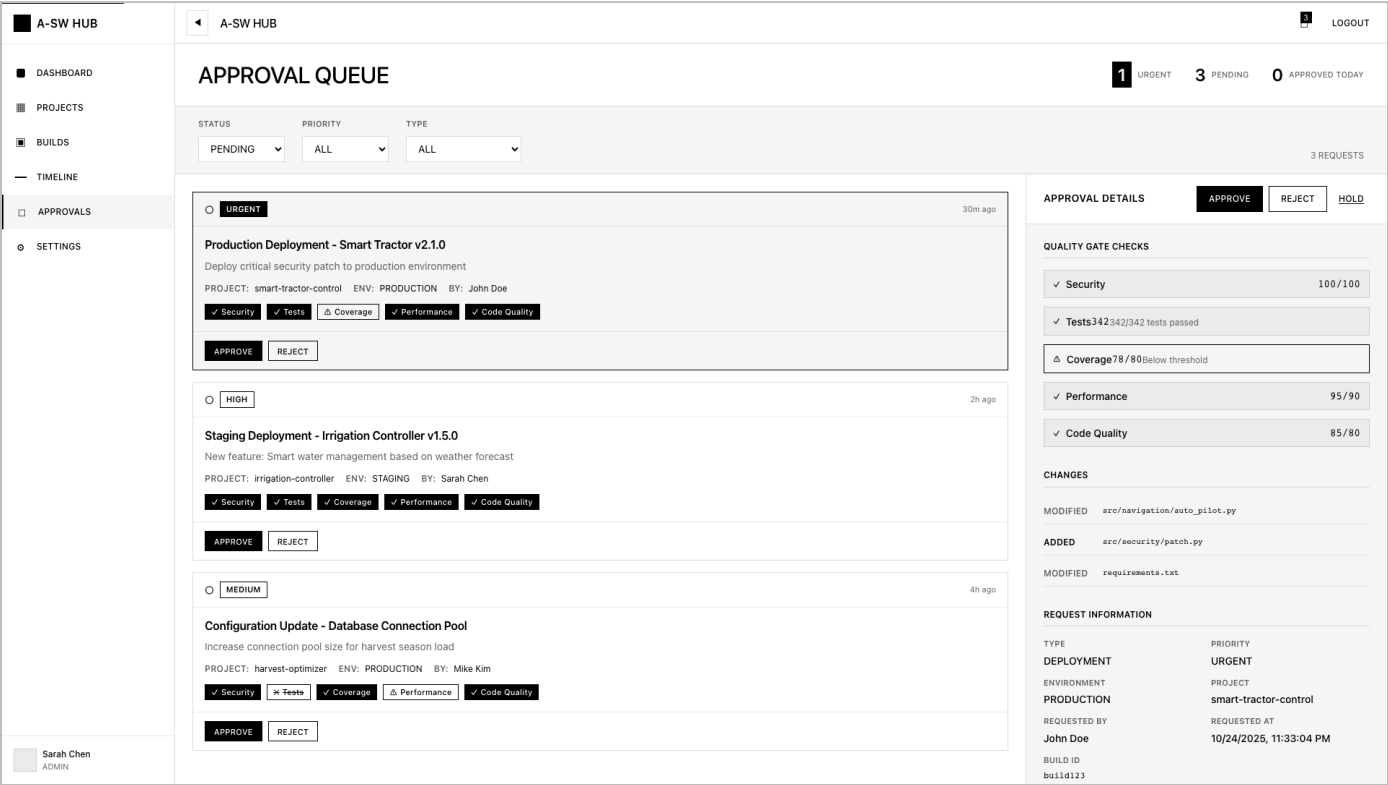 A-SW HUB
DASHBOARD
PROJECTS
BUILDS
TIMELINE
APPROVALS
SETTINGS
Sarah Chen
ADMIN
A-SW HUB
3
LOGOUT
APPROVAL QUEUE
1 URGENT 3 PENDING 0 APPROVED TODAY
STATUS PRIORITY TYPE
PENDING ALL ALL
3 REQUESTS
URGENT 30m ago
Production Deployment - Smart Tractor v2.1.0
Deploy critical security patch to production environment
PROJECT: smart-tractor-control ENV: PRODUCTION BY: John Doe
✓ Security ✓ Tests ⚠ Coverage ✓ Performance ✓ Code Quality
APPROVE REJECT
HIGH 2h ago
Staging Deployment - Irrigation Controller v1.5.0
New feature: Smart water management based on weather forecast
PROJECT: irrigation-controller ENV: STAGING BY: Sarah Chen
✓ Security ✓ Tests ✓ Coverage ✓ Performance ✓ Code Quality
APPROVE REJECT
MEDIUM 4h ago
Configuration Update - Database Connection Pool
Increase connection pool size for harvest season load
PROJECT: harvest-optimizer ENV: PRODUCTION BY: Mike Kim
✓ Security ✕ Tests ✓ Coverage ⚠ Performance ✓ Code Quality
APPROVE REJECT
APPROVAL DETAILS APPROVE REJECT HOLD
QUALITY GATE CHECKS
✓ Security 100/100
✓ Tests342342/342 tests passed
⚠ Coverage78/80Below threshold
✓ Performance 95/90
✓ Code Quality 85/80
CHANGES
MODIFIED src/navigation/auto_pilot.py
ADDED src/security/patch.py
MODIFIED requirements.txt
REQUEST INFORMATION
TYPE PRIORITY
DEPLOYMENT URGENT
ENVIRONMENT PROJECT
PRODUCTION smart-tractor-control
REQUESTED BY REQUESTED AT
John Doe 10/24/2025, 11:33:04 PM
BUILD ID
build123